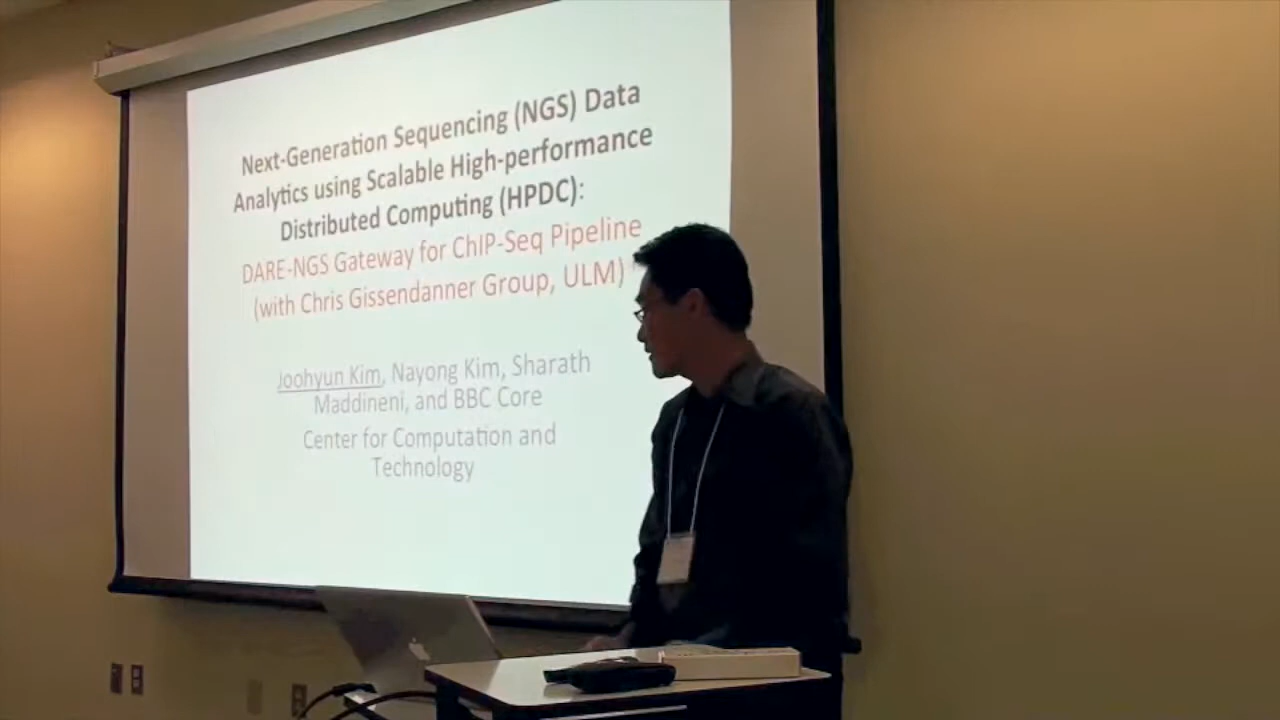 Next-Generation Sequencing (NGS) Data
Analytics using Scalable High-performance
Distributed Computing (HPDC):
DARE-NGS Gateway for ChIP-Seq Pipeline
(with Chris Gissendanner Group, ULM)
Joohyun Kim, Nayong Kim, Sharath
Maddineni, and BBC Core
Center for Computation and
Technology